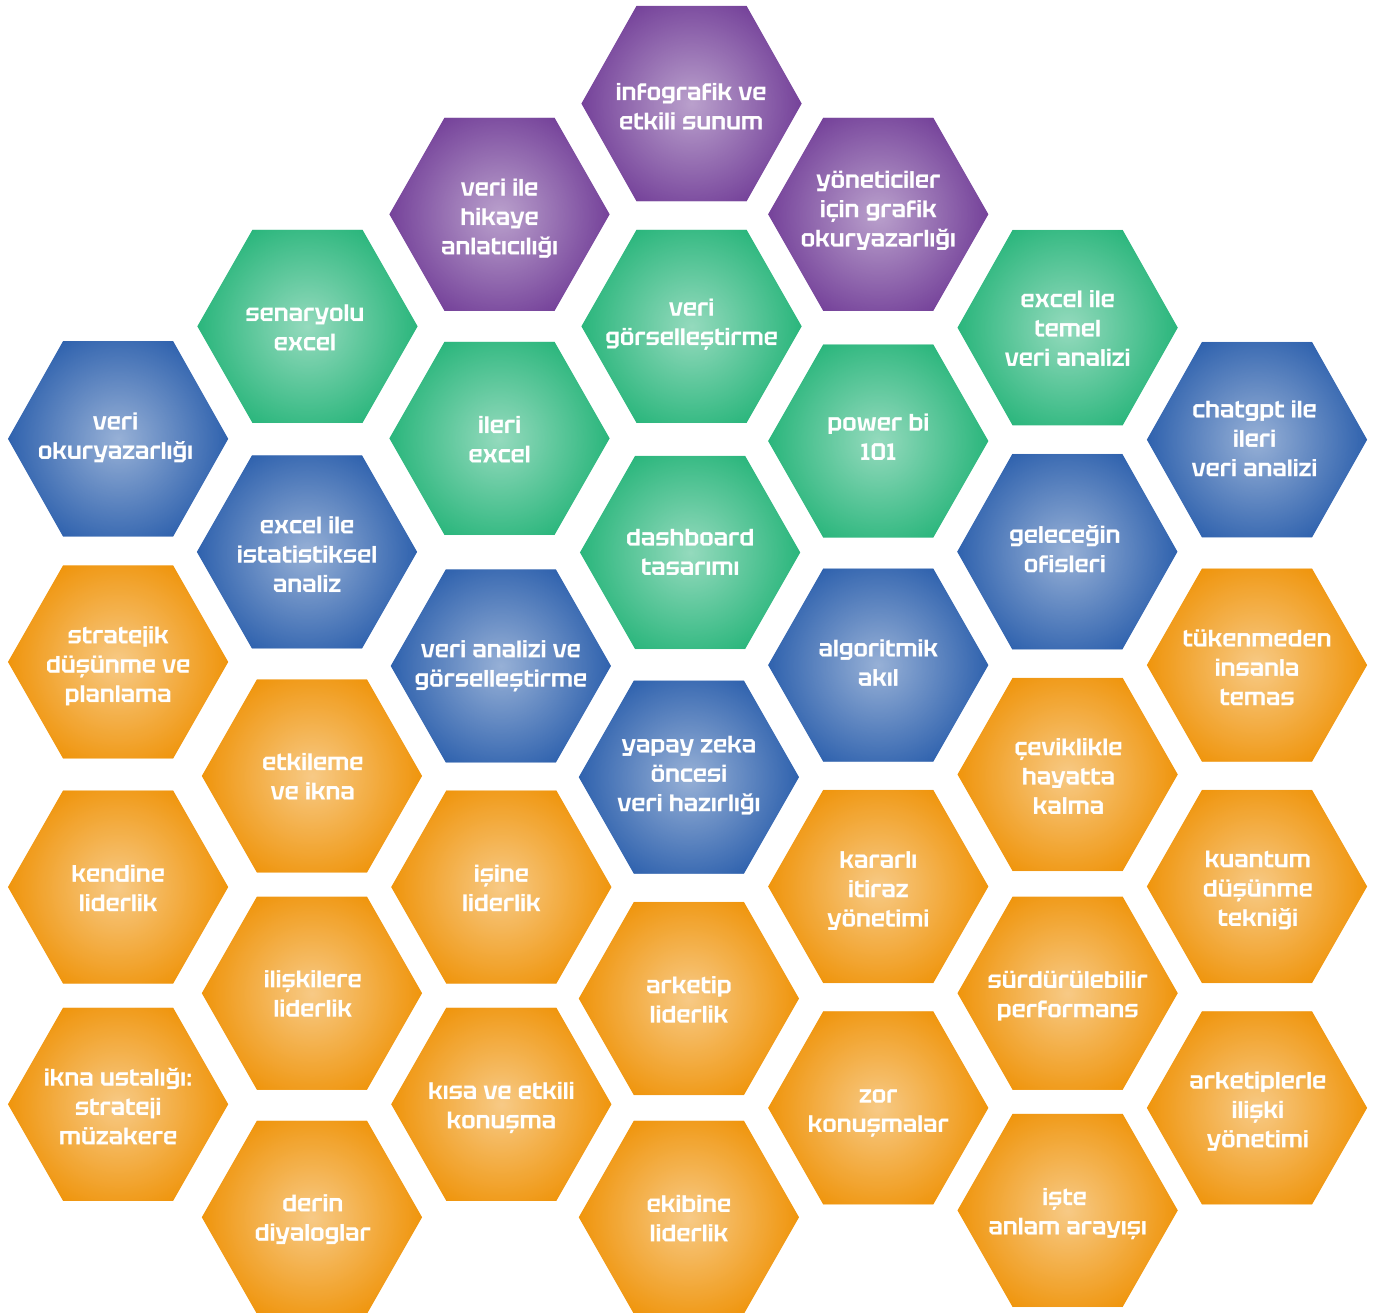 infografik ve
etkili sunum
veri ile
hikaye
anlatıcılığı
yöneticiler
için grafik
okuryazarlığı
senaryolu
excel
veri
görselleştirme
excel ile
temel
veri analizi
veri
okuryazarlığı
ileri
excel
power bi
101
chatgpt ile
ileri
veri analizi
excel ile
istatistiksel
analiz
dashboard
tasarımı
geleceğin
ofisleri
stratejik
düşünme ve
planlama
veri analizi ve
görselleştirme
algoritmik
akıl
tükenmeden
insanla
temas
etkileme
ve ikna
yapay zeka
öncesi
veri hazırlığı
çeviklikle
hayatta
kalma
kendine
liderlik
işine
liderlik
kararlı
itiraz
yönetimi
kuantum
düşünme
tekniği
ilişkilere
liderlik
arketip
liderlik
sürdürülebilir
performans
ikna ustalığı:
strateji
müzakere
kısa ve etkili
konuşma
zor
konuşmalar
arketiplerle
ilişki
yönetimi
derin
diyaloglar
ekibine
liderlik
işte
anlam arayışı